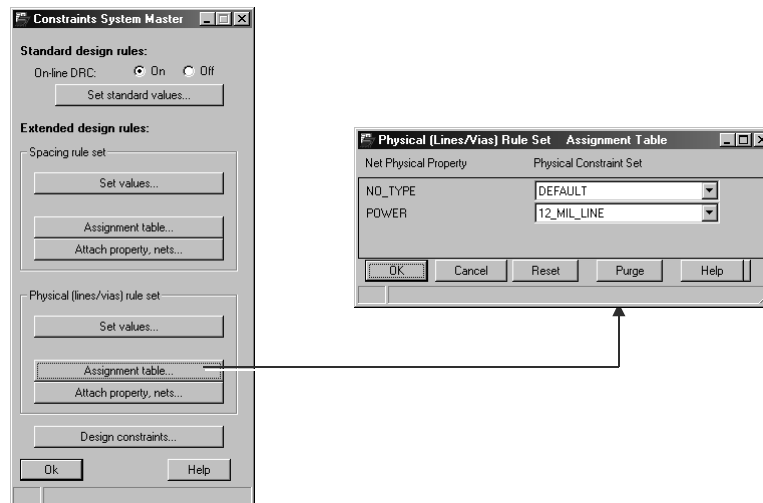 Constraints System Master
Standard design rules:
On-line DRC: On Off
Set standard values...
Extended design rules:
Spacing rule set
Set values...
Assignment table...
Attach property, nets...
Physical (lines/vias) rule set
Set values...
Assignment table...
Attach property, nets...
Design constraints...
Ok Help
Physical (Lines/Vias) Rule Set Assignment Table
Net Physical Property Physical Constraint Set
NO_TYPE DEFAULT
POWER 12_MIL_LINE
OK Cancel Reset Purge Help